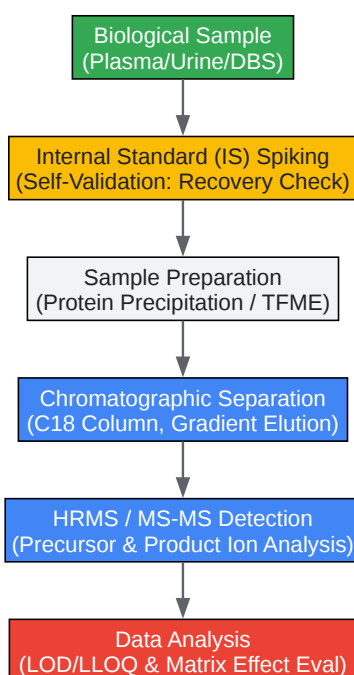 Biological Sample
(Plasma/Urine/DBS)
Internal Standard (IS) Spiking
(Self-Validation: Recovery Check)
Sample Preparation
(Protein Precipitation / TFME)
Chromatographic Separation
(C18 Column, Gradient Elution)
HRMS / MS-MS Detection
(Precursor & Product Ion Analysis)
Data Analysis
(LOD/LLOQ & Matrix Effect Eval)